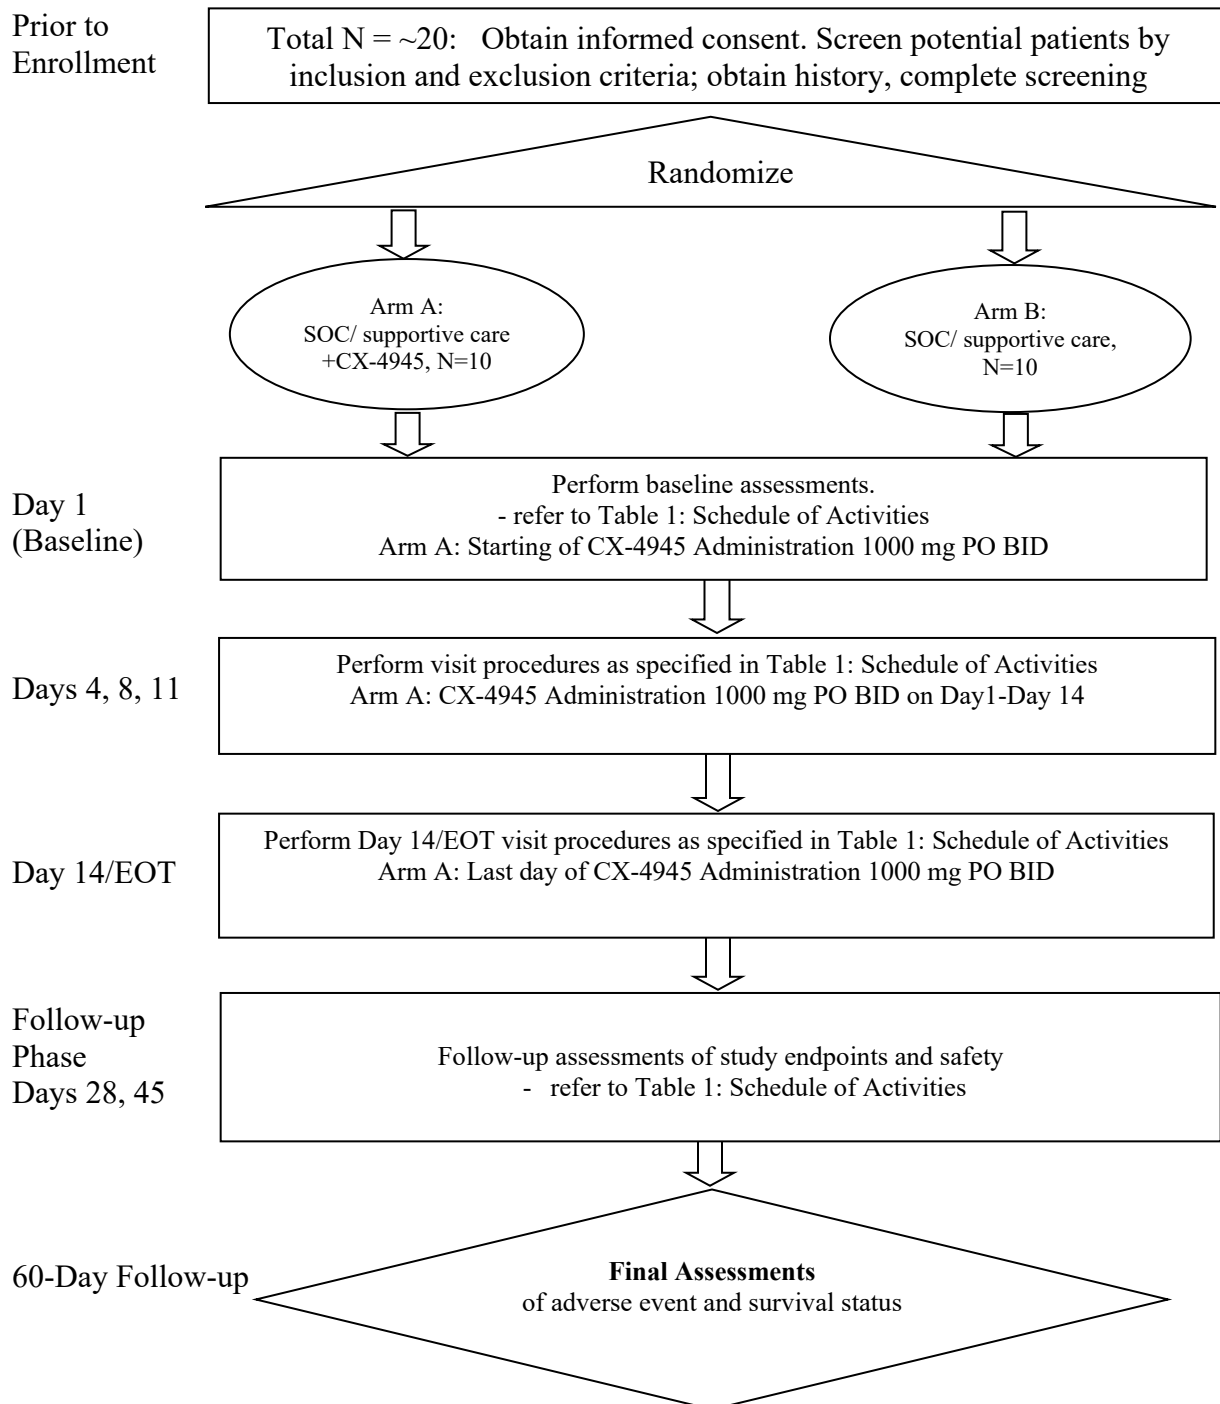 Prior to
Enrollment
Total N = ~20: Obtain informed consent. Screen potential patients by
inclusion and exclusion criteria; obtain history, complete screening
Randomize
Arm A:
SOC/ supportive care
+CX-4945, N=10
Arm B:
SOC/ supportive care,
N=10
Day 1
(Baseline)
Perform baseline assessments.
- refer to Table 1: Schedule of Activities
Arm A: Starting of CX-4945 Administration 1000 mg PO BID
Days 4, 8, 11
Perform visit procedures as specified in Table 1: Schedule of Activities
Arm A: CX-4945 Administration 1000 mg PO BID on Day1-Day 14
Day 14/EOT
Perform Day 14/EOT visit procedures as specified in Table 1: Schedule of Activities
Arm A: Last day of CX-4945 Administration 1000 mg PO BID
Follow-up
Phase
Days 28, 45
Follow-up assessments of study endpoints and safety
- refer to Table 1: Schedule of Activities
60-Day Follow-up
Final Assessments
of adverse event and survival status